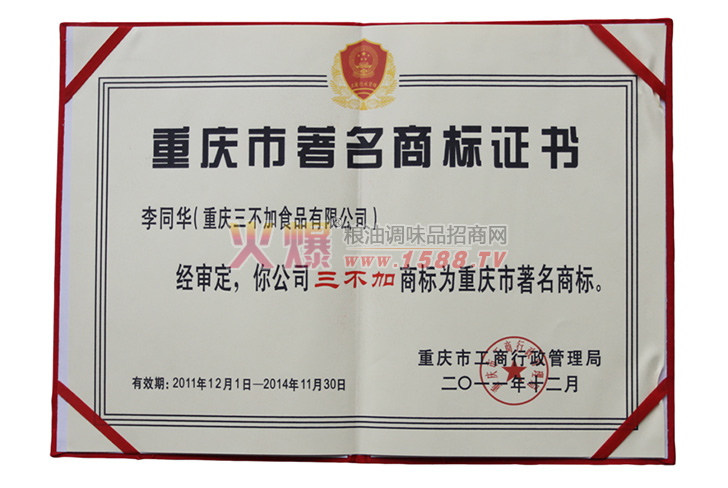 重庆市著名商标证书
李同华（重庆三不加食品有限公司）
火爆®粮油调味品招商网
www.1588.TV
经审定，你公司三不加商标为重庆市著名商标。
重庆市工商行政管理局
有效期：2011年12月1日—2014年11月30日
二〇一一年十二月